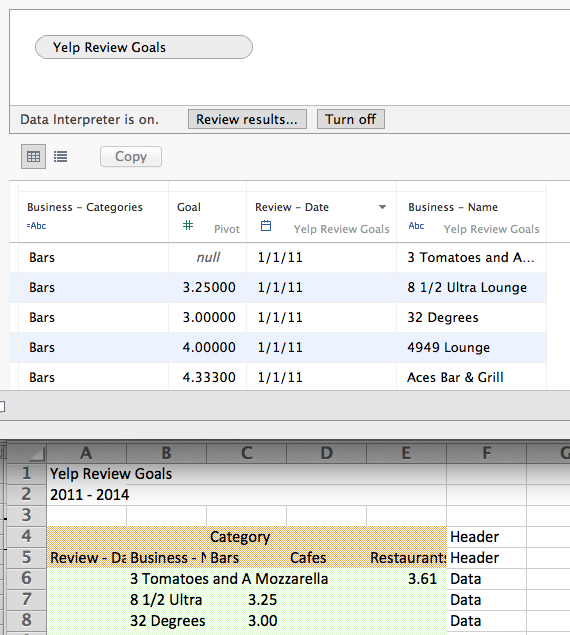 Yelp Review Goals
Data Interpreter is on. Review results... Turn off
Copy
Business - Categories Goal Review - Date Business - Name
=Abc # Pivot Yelp Review Goals Abc Yelp Review Goals
Bars null 1/1/11 3 Tomatoes and A...
Bars 3.25000 1/1/11 8 1/2 Ultra Lounge
Bars 3.00000 1/1/11 32 Degrees
Bars 4.00000 1/1/11 4949 Lounge
Bars 4.33300 1/1/11 Aces Bar & Grill
A B C D E F G
1 Yelp Review Goals
2 2011 - 2014
3
4 Category Header
5 Review - Da Business - N Bars Cafes Restaurants Header
6 3 Tomatoes and A Mozzarella 3.61 Data
7 8 1/2 Ultra 3.25 Data
8 32 Degrees 3.00 Data